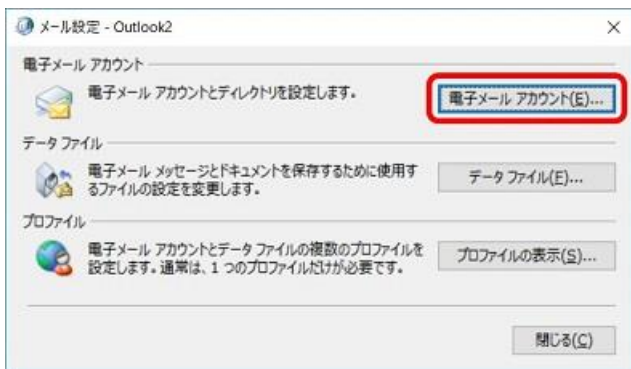 メール設定 - Outlook2
電子メール アカウント
電子メール アカウントとディレクトリを設定します。
電子メール アカウント(E)...
データ ファイル
電子メール メッセージとドキュメントを保存するために使用す
るファイルの設定を変更します。
データ ファイル(F)...
プロファイル
電子メール アカウントとデータ ファイルの複数のプロファイルを
設定します。通常は、1 つのプロファイルだけが必要です。
プロファイルの表示(S)...
閉じる(C)